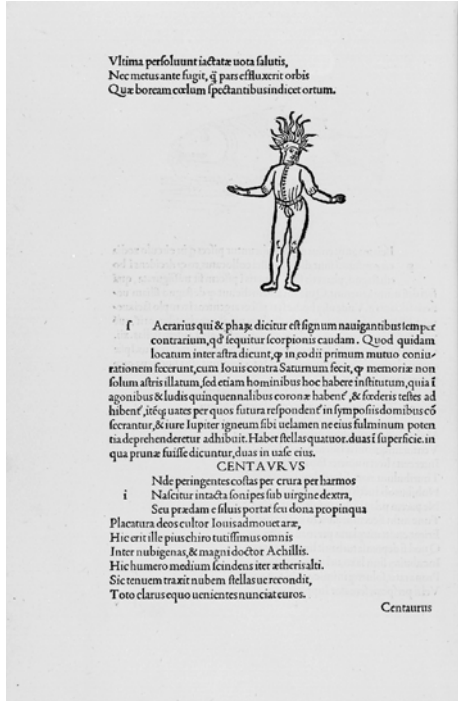 Vltima persoluunt iactatæ uota salutis,
Nec metus ante fugit, q̃ pars effluxerit orbis
Quæ boream cœlum spectantibus indicet ortum.
ſ Acrarius qui & phaꝶ dicitur est signum nauigantibus semper
contrarium, qd' sequitur scorpionis caudam. Quod quidam
locatum inter astra dicunt, ꝙ in eodii primum mutuo coniu-
rationem fecerunt, cum Iouis contra Saturnum fecit, ꝙ memoriæ non
solum astris illatum, sed etiam hominibus hoc habere institutum, quia ĩ
agonibus & ludis quinquennalibus coronæ habent', & fœderis testes ad
hibent', itẽq; uates per quos futura respondent' in symposiis domibus cõ
secrantur, & iure Iupiter igneum sibi uelamen ne eius fulminum poten
tia deprehenderetur adhibuit. Habet stellas quatuor. duas ĩ superficie. in
qua prunæ fuisse dicuntur, duas in uase eius.
CENTAVRVS
Nde peringentes costas per crura per harmos
i Nascitur intacta sonipes sub uirgine dextra,
Seu prædam e siluis portat seu dona propinqua
Placatura deos cultor Iouis admouet aræ,
Hic erit ille pius chiro tutissimus omnis
Inter nubigenas, & magni doctor Achillis.
Hic humero medium scindens iter ætheris alti.
Sic tenuem traxit nubem stellas ue recondit,
Toto clarus equo uenientes nunciat euros.
Centaurus